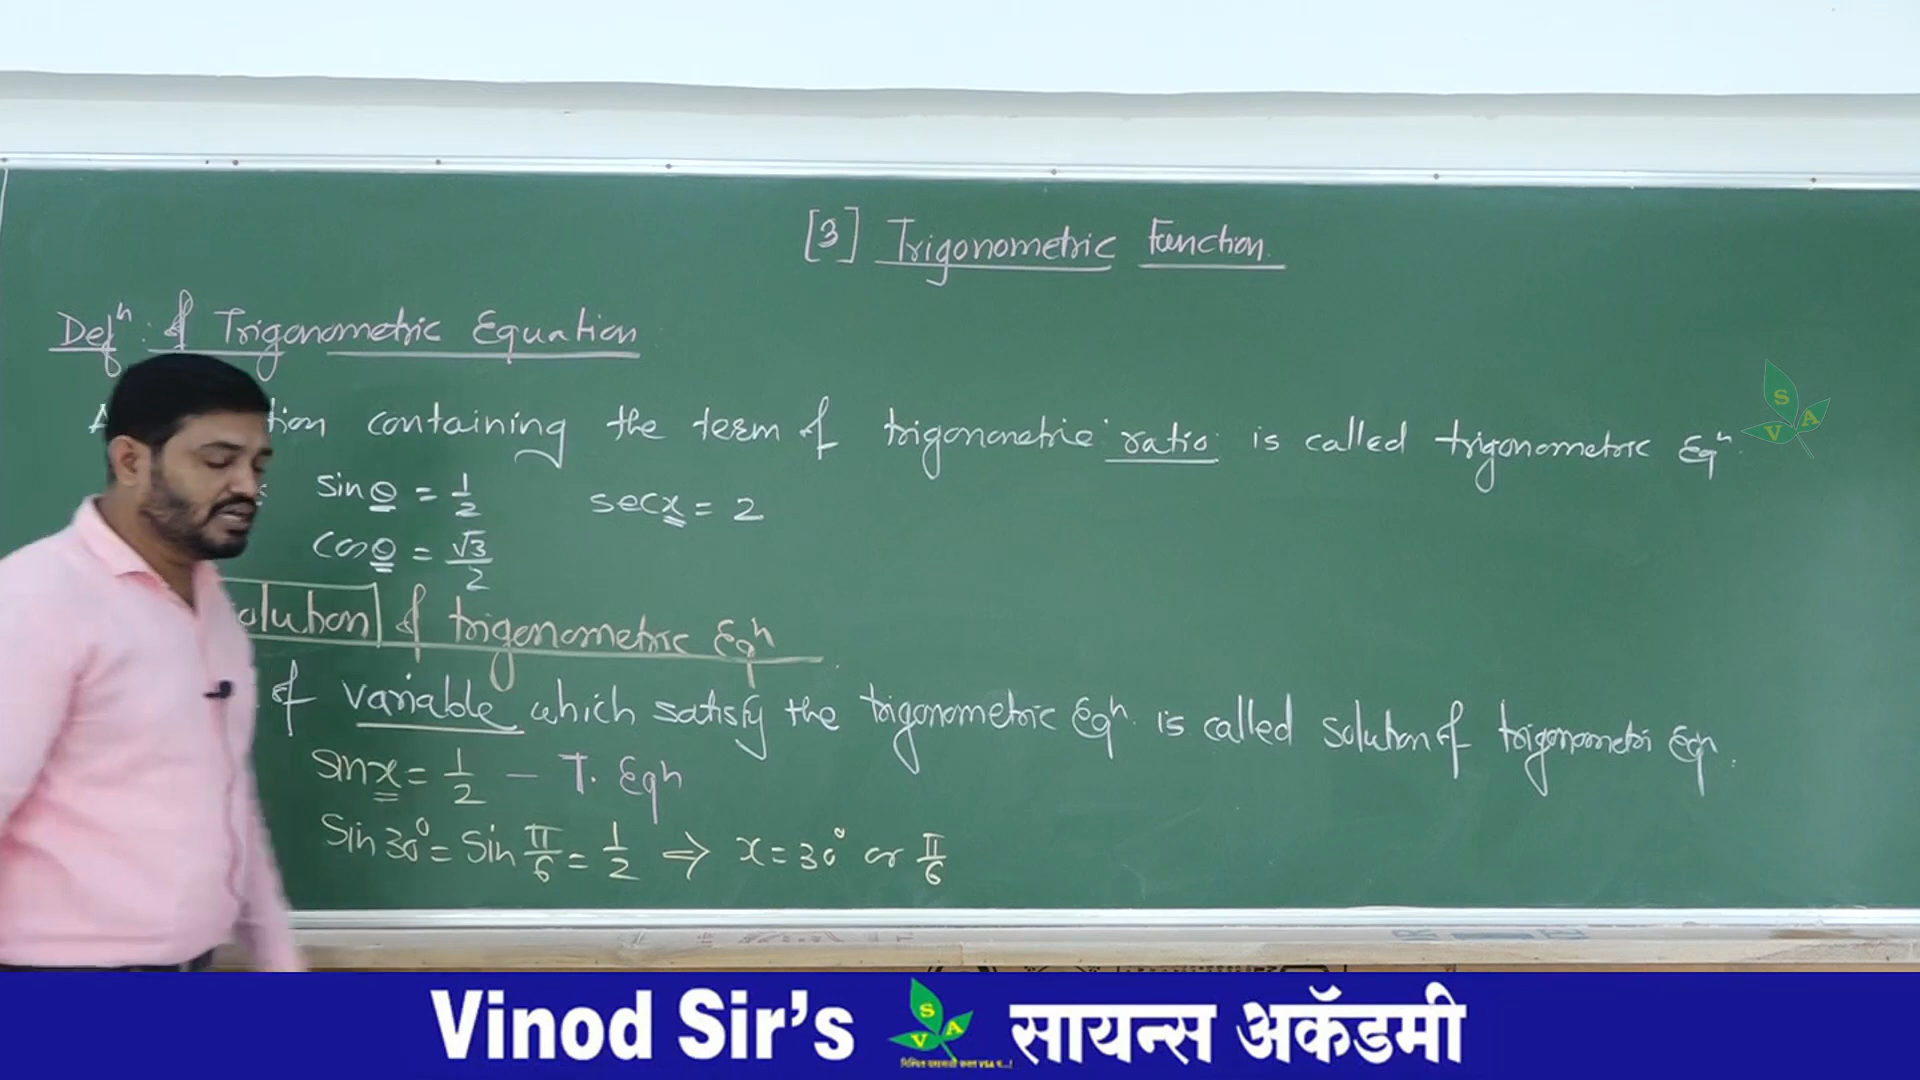 [3] Trigonometric Function.
Defⁿ: of Trigonometric Equation
A tion containing the term of trigonometric ratio is called trigonometric Eqⁿ.
sinθ = 1/2 secx = 2
cosθ = √3/2
olution of trigonometric Eqⁿ
of variable which satisfy the trigonometric Eqⁿ. is called solution of trigonometri Eqn.
sinx = 1/2 – T. Eqn
Sin 30° = Sin π/6 = 1/2 ⇒ x = 30° or π/6
S
V A
Vinod Sir's S V A सायन्स अकॅडमी